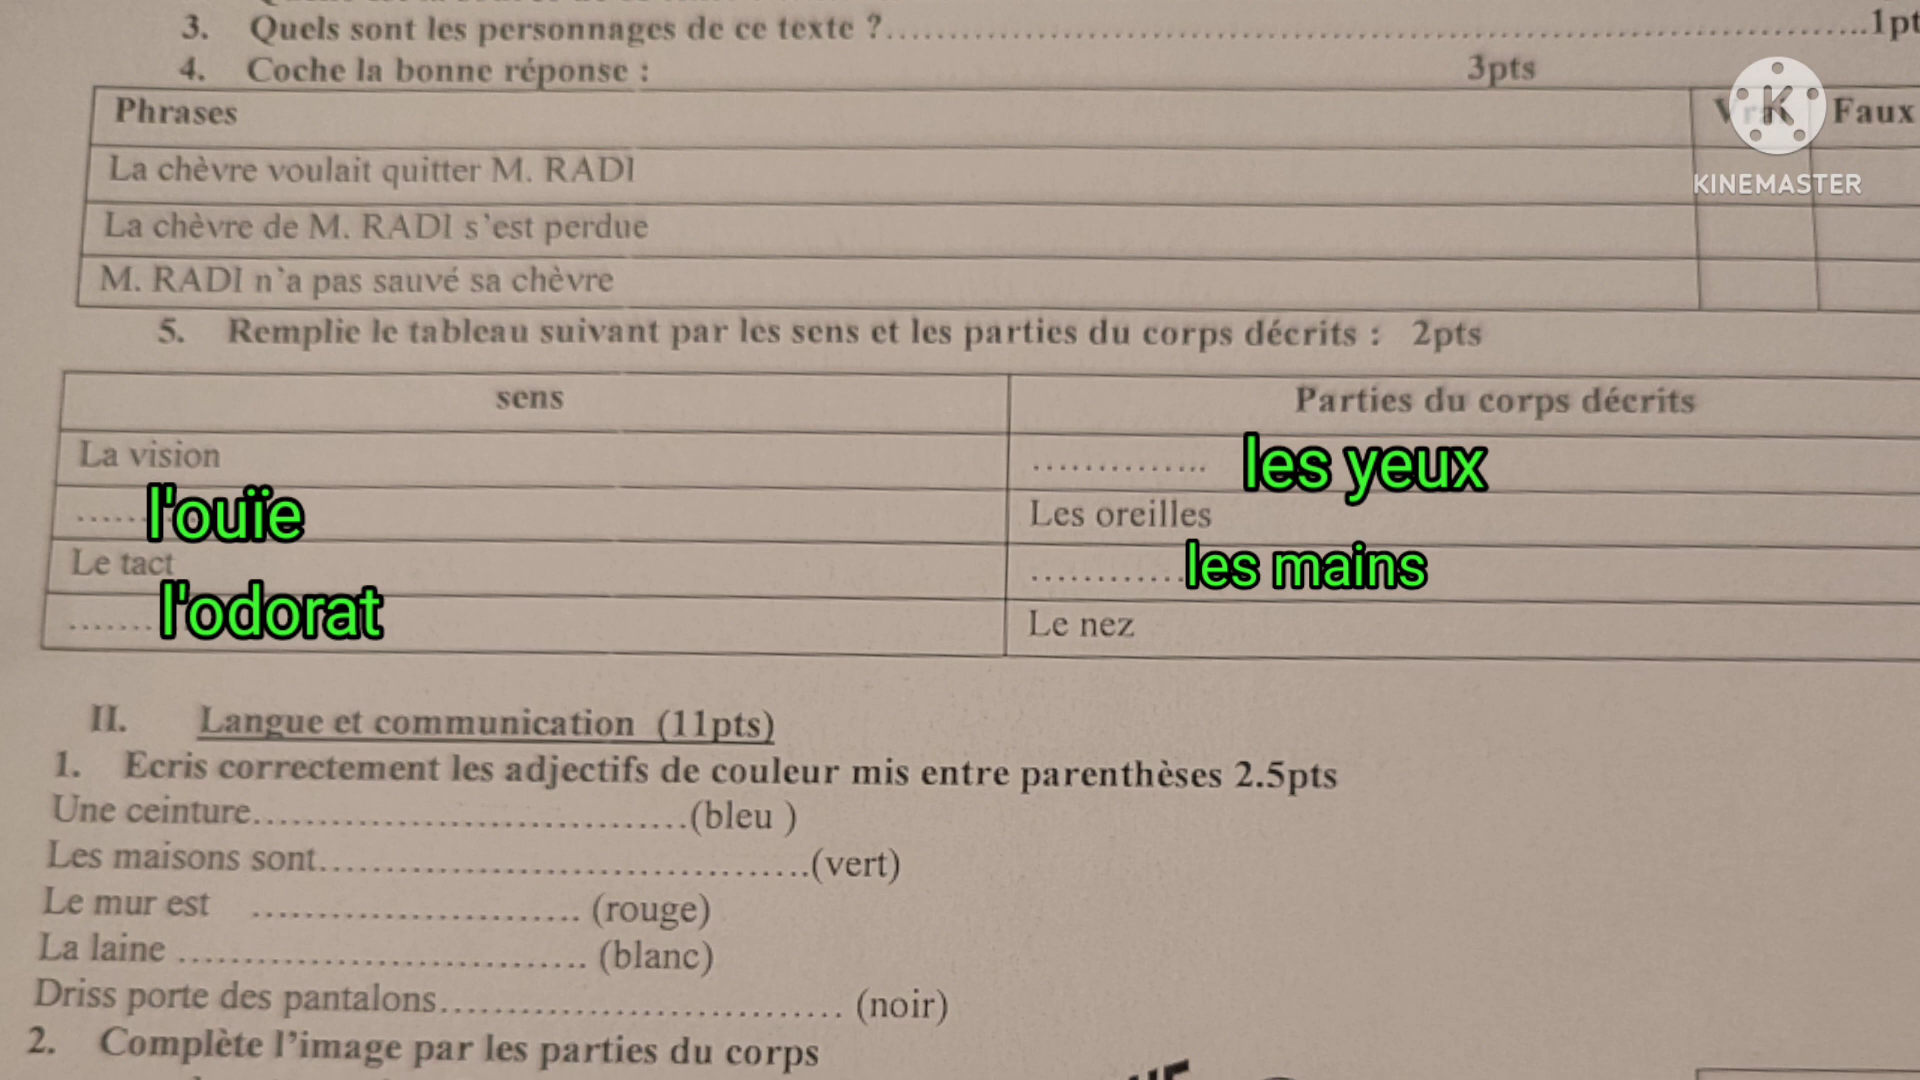 3. Quels sont les personnages de ce texte ?..........................1pt
4. Coche la bonne réponse : 3pts
Phrases Vrai Faux
K
KINEMASTER
La chèvre voulait quitter M. RADI
La chèvre de M. RADI s'est perdue
M. RADI n'a pas sauvé sa chèvre
5. Remplie le tableau suivant par les sens et les parties du corps décrits : 2pts
sens Parties du corps décrits
La vision .............. les yeux
...... l'ouïe Les oreilles
Le tact ............ les mains
....... l'odorat Le nez
II. Langue et communication (11pts)
1. Ecris correctement les adjectifs de couleur mis entre parenthèses 2.5pts
Une ceinture.................................(bleu )
Les maisons sont.....................................(vert)
Le mur est ......................... (rouge)
La laine ............................... (blanc)
Driss porte des pantalons............................... (noir)
2. Complète l'image par les parties du corps